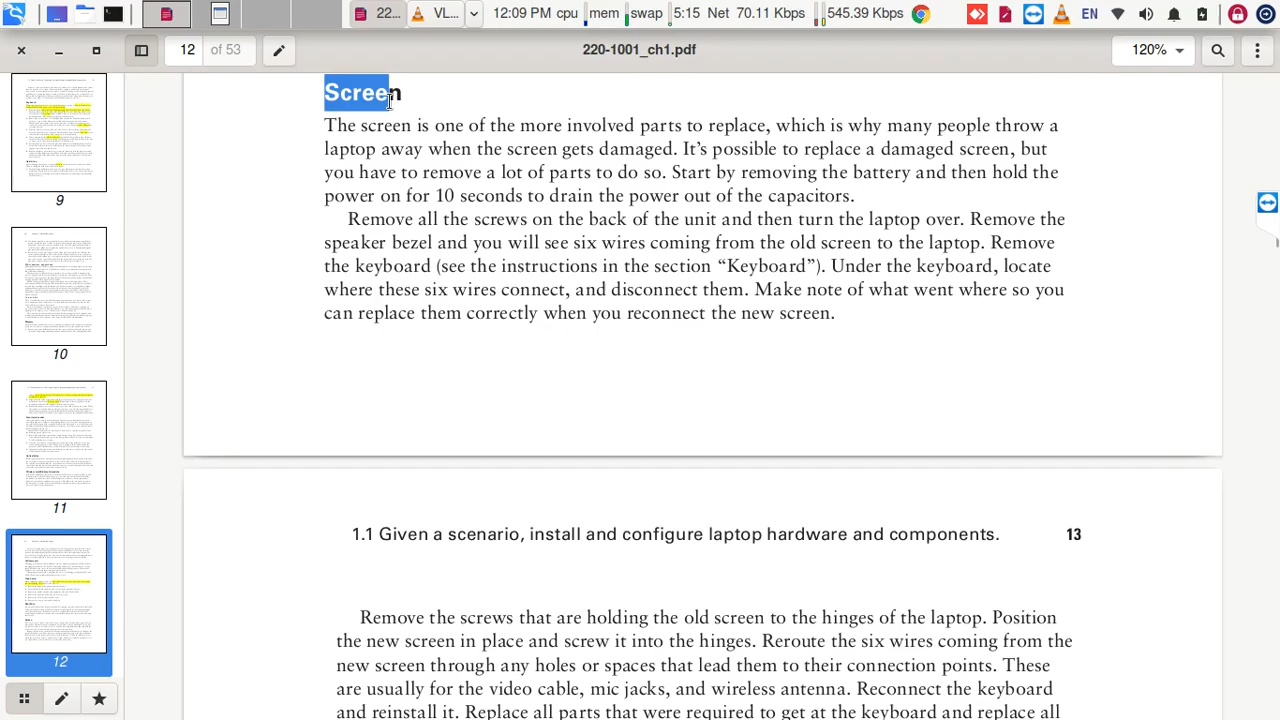 22...
VL...
12:17 PM cpu
mem
swap
5:15
Net 70.11 Kbps
545.39 Kbps
EN
12
of 53
220-1001_ch1.pdf
120%
9
10
11
12
Screen
The screen is one of the most involved parts to replace, which is why most people throw a
laptop away when the screen gets damaged. It’s possible to replace a damaged screen, but
you have to remove a lot of parts to do so. Start by removing the battery and then hold the
power on for 10 seconds to drain the power out of the capacitors.
Remove all the screws on the back of the unit and then turn the laptop over. Remove the
speaker bezel and you will see six wires coming from the old screen to the laptop. Remove
the keyboard (see the instructions in the section “Keyboard”). Under the keyboard, locate
where these six wires connect, and disconnect them. Make note of what went where so you
can replace them correctly when you reconnect the new screen.
1.1 Given a scenario, install and configure laptop hardware and components.
13
Remove the screws that are holding the old screen to the hinges of the laptop. Position
the new screen in place and screw it into the hinges. Reroute the six wires coming from the
new screen through any holes or spaces that lead them to their connection points. These
are usually for the video cable, mic jacks, and wireless antenna. Reconnect the keyboard
and reinstall it. Replace all parts that were required to get at the keyboard and replace all